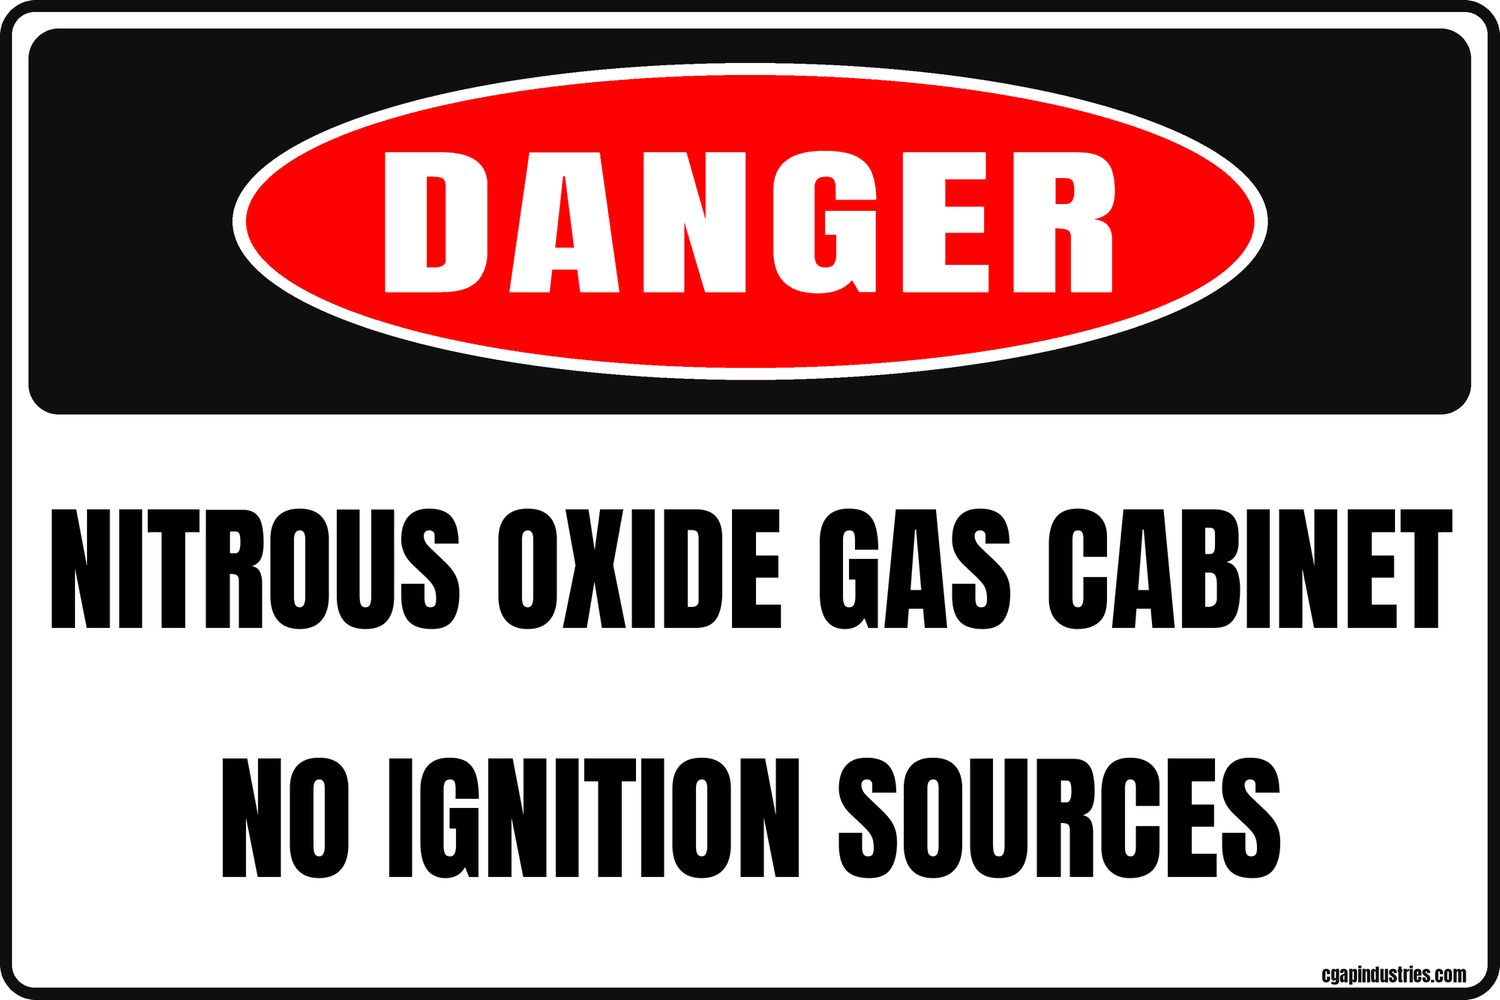 DANGER
NITROUS OXIDE GAS CABINET
NO IGNITION SOURCES
cgapindustries.com